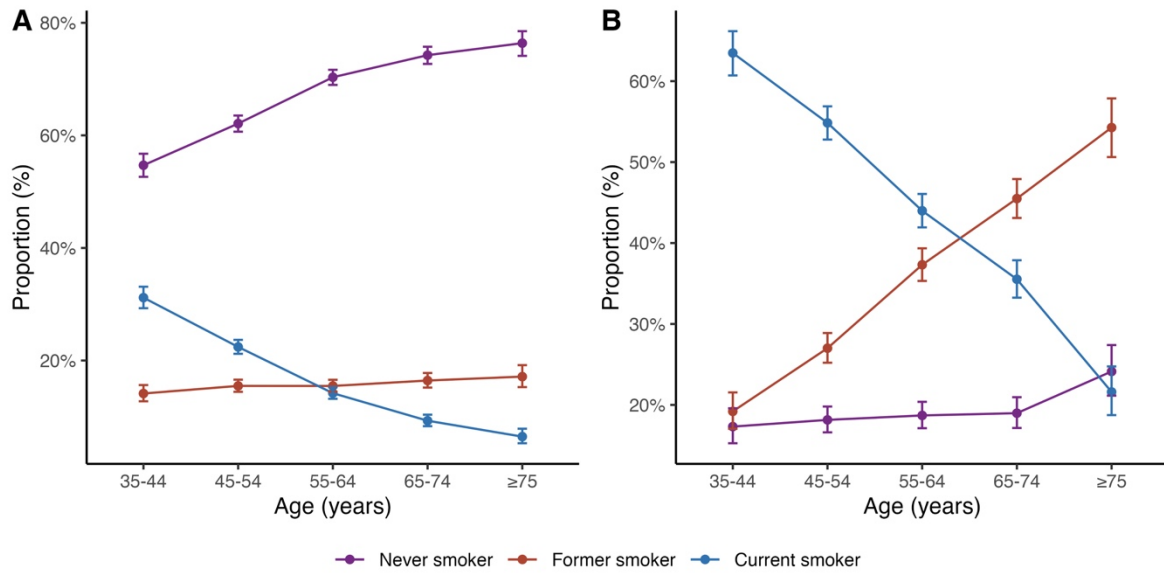 A
Proportion (%)
80%
60%
40%
20%
35-44 45-54 55-64 65-74 ≥75
Age (years)
B
Proportion (%)
60%
50%
40%
30%
20%
35-44 45-54 55-64 65-74 ≥75
Age (years)
Never smoker Former smoker Current smoker